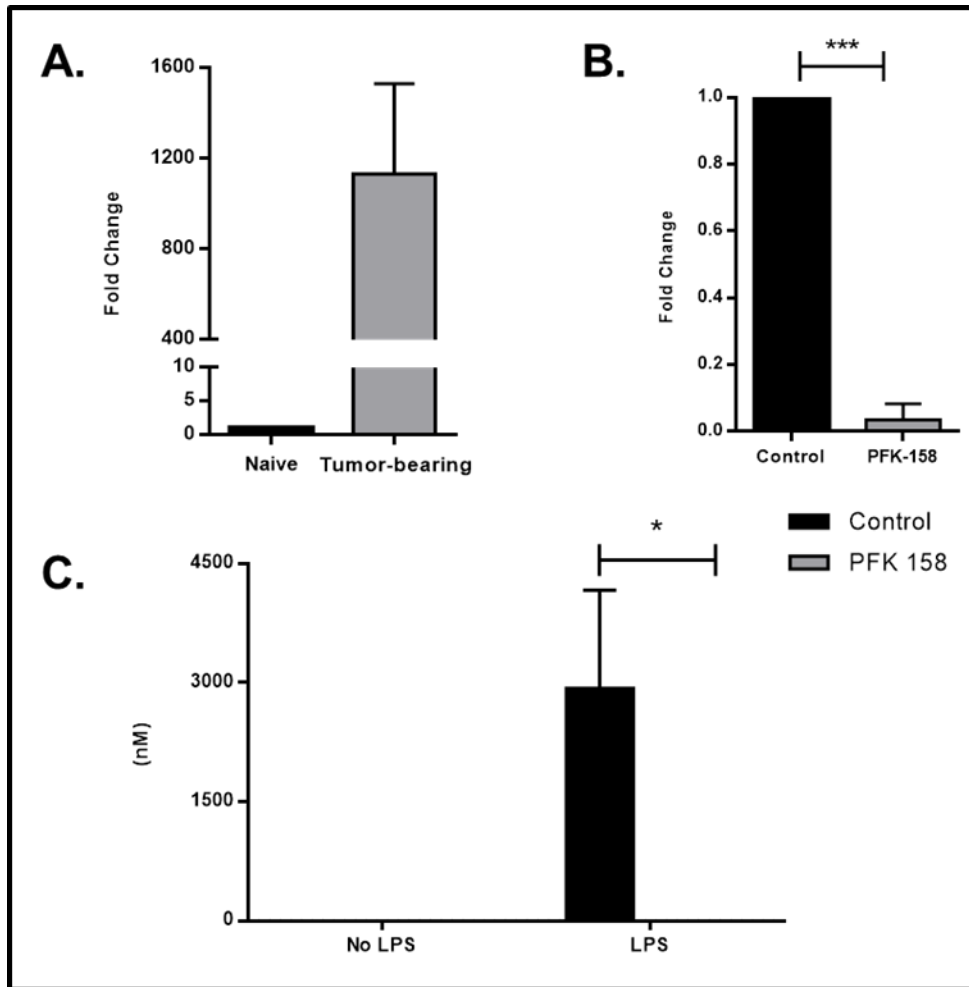 A.
1600
1200
800
400
10
5
0
Fold Change
Naive Tumor-bearing
B.
***
1.0
0.8
0.6
0.4
0.2
0.0
Fold Change
Control PFK-158
Control
PFK 158
C.
*
4500
3000
1500
0
(nM)
No LPS LPS